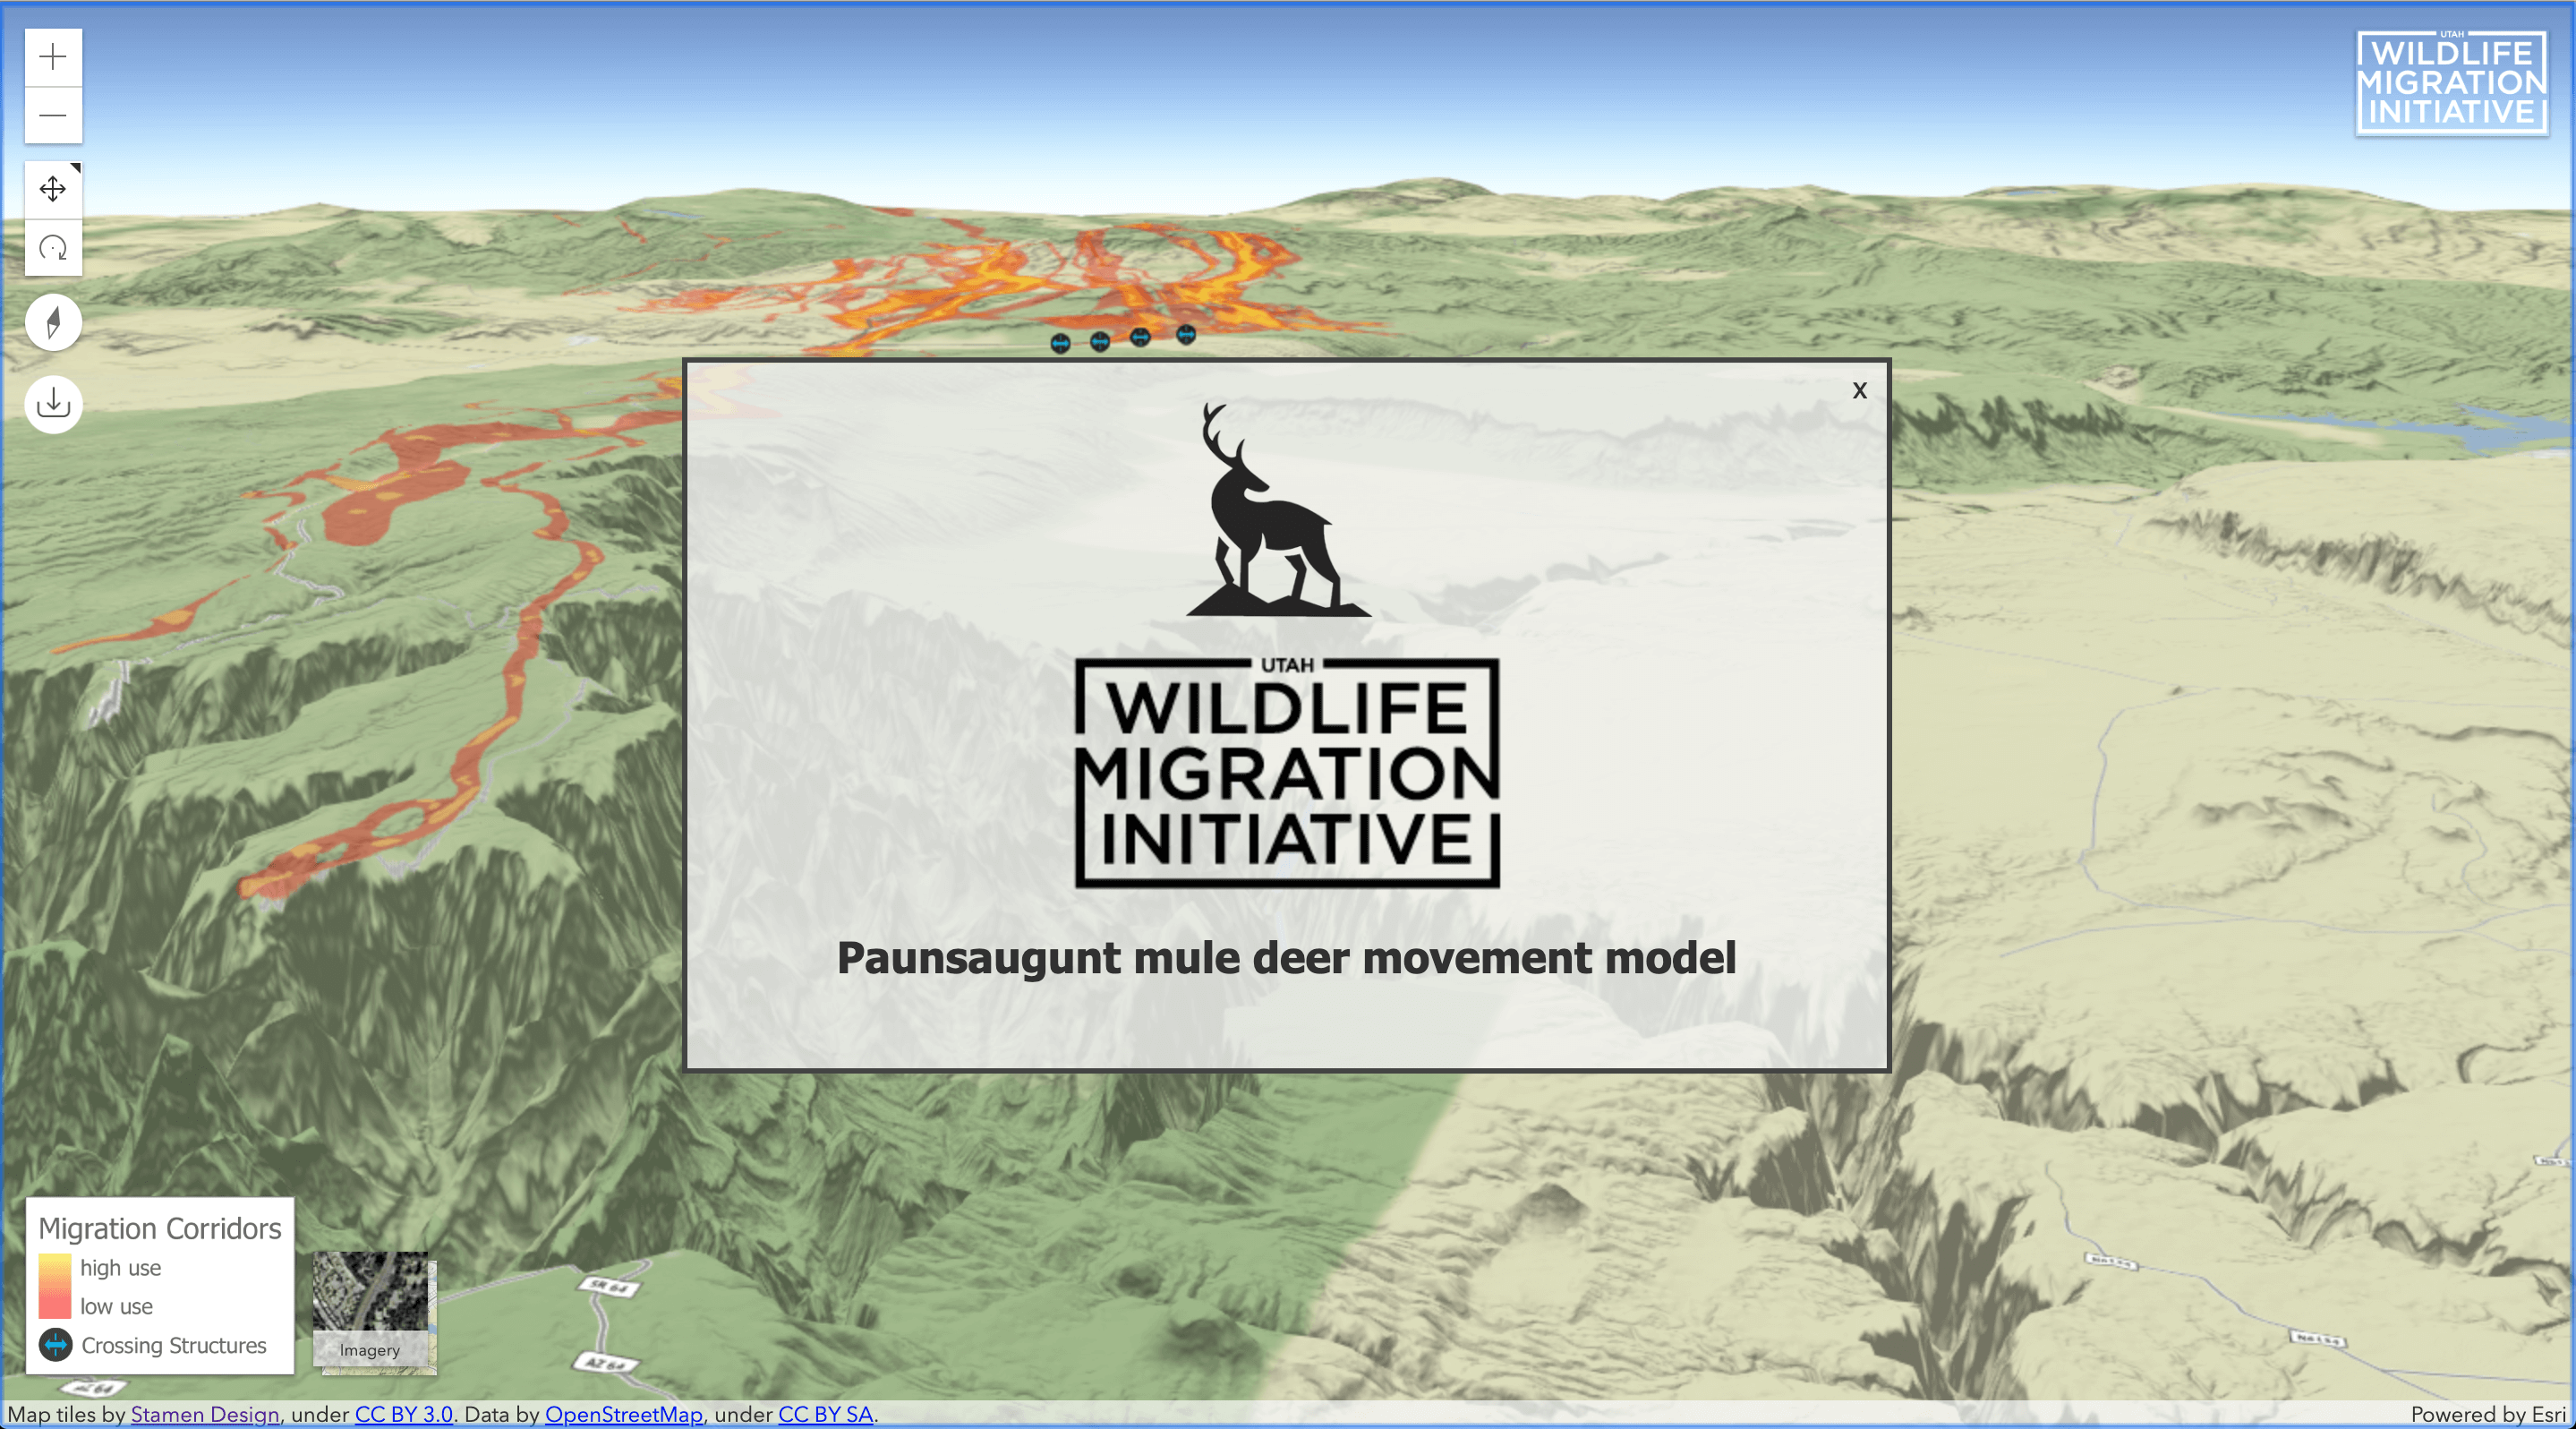 UTAH
WILDLIFE
MIGRATION
INITIATIVE
X
UTAH
WILDLIFE
MIGRATION
INITIATIVE
Paunsaugunt mule deer movement model
Migration Corridors
high use
low use
Crossing Structures
Imagery
SR 64
AZ 64
Map tiles by Stamen Design, under CC BY 3.0. Data by OpenStreetMap, under CC BY SA.
Powered by Esri